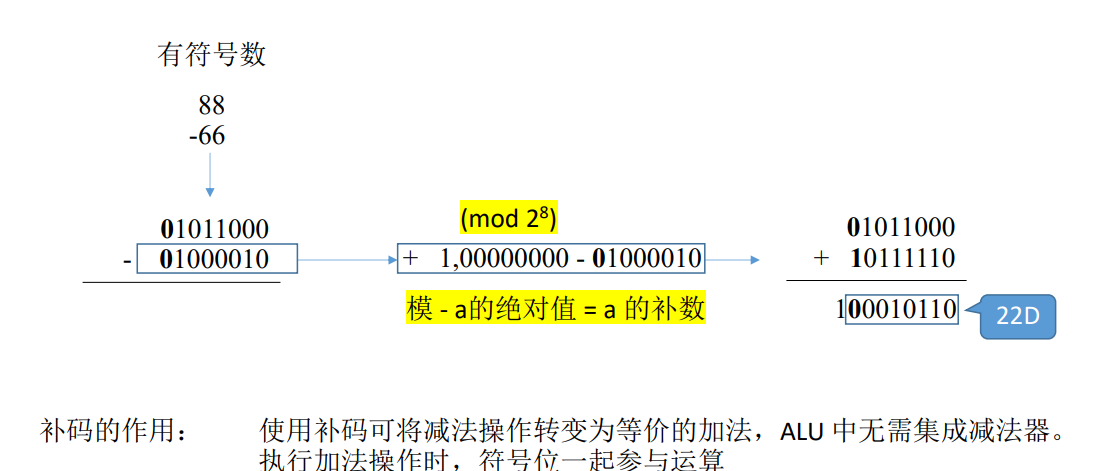 有符号数
88
-66
01011000
- 01000010
(mod 2⁸)
+ 1,00000000 - 01000010
模 - a的绝对值 = a 的补数
01011000
+ 10111110
100010110
22D
补码的作用： 使用补码可将减法操作转变为等价的加法，ALU 中无需集成减法器。
执行加法操作时，符号位一起参与运算